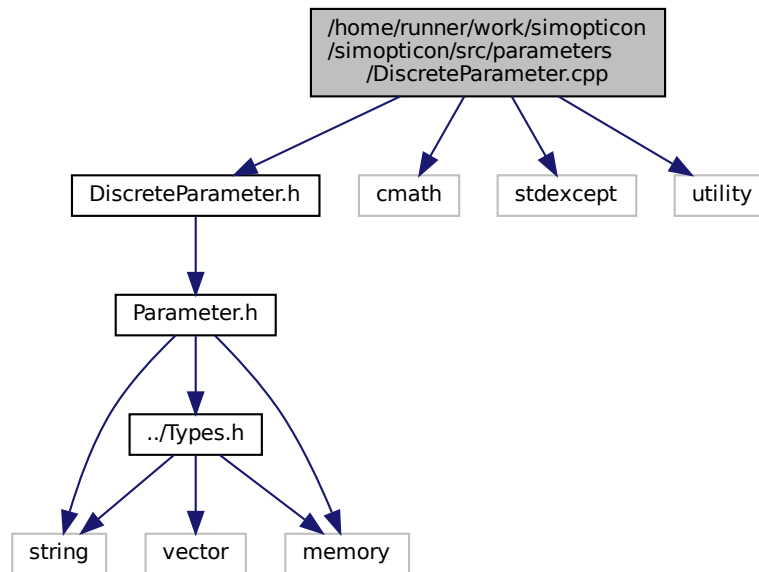 /home/runner/work/simopticon
/simopticon/src/parameters
/DiscreteParameter.cpp
DiscreteParameter.h
cmath
stdexcept
utility
Parameter.h
../Types.h
string
vector
memory